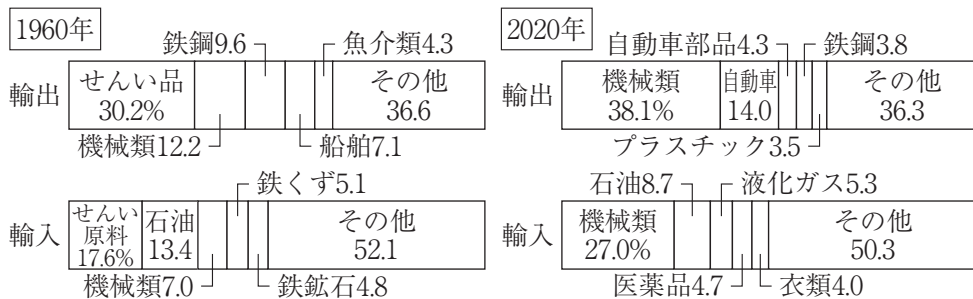 1960年
鉄鋼9.6
魚介類4.3
輸出
せんい品
30.2%
その他
36.6
機械類12.2
船舶7.1
鉄くず5.1
輸入
せんい
原料
17.6%
石油
13.4
その他
52.1
機械類7.0
鉄鉱石4.8
2020年
自動車部品4.3
鉄鋼3.8
輸出
機械類
38.1%
自動車
14.0
その他
36.3
プラスチック3.5
石油8.7
液化ガス5.3
輸入
機械類
27.0%
その他
50.3
医薬品4.7
衣類4.0